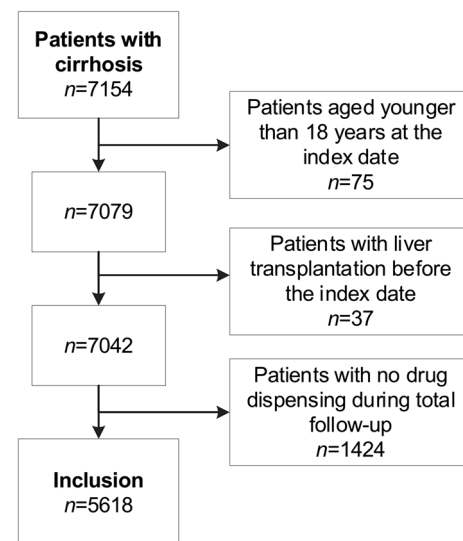 Patients with
cirrhosis
n=7154
Patients aged younger
than 18 years at the
index date
n=75
n=7079
Patients with liver
transplantation before
the index date
n=37
n=7042
Patients with no drug
dispensing during total
follow-up
n=1424
Inclusion
n=5618